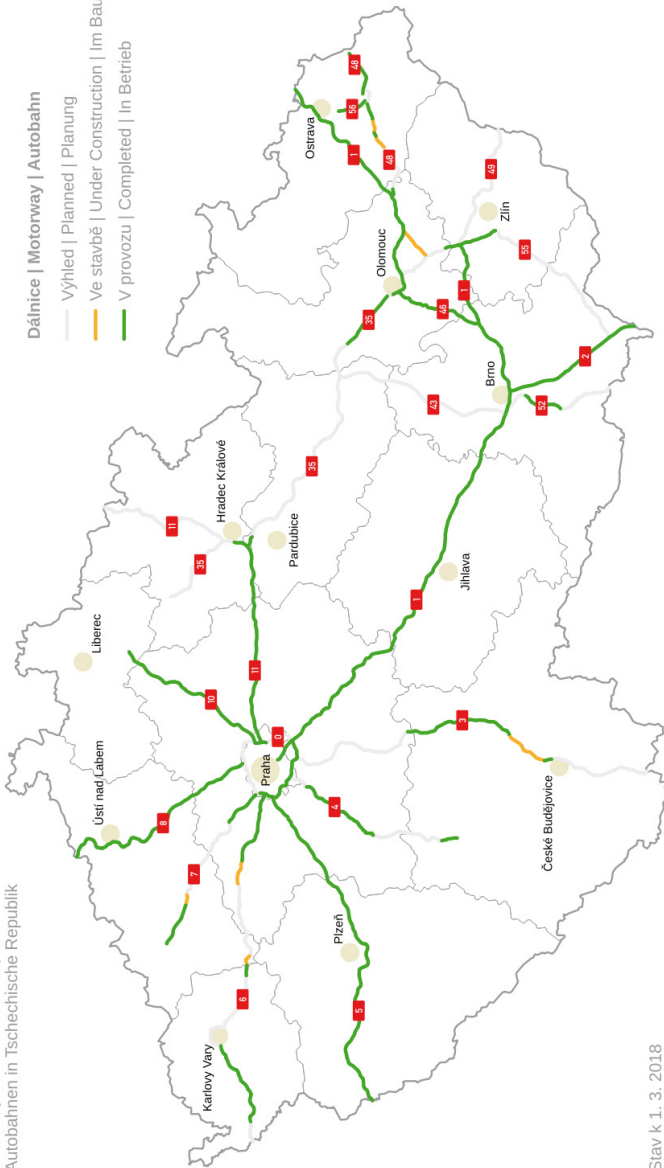 Autobahnen in Tschechische Republik
Dálnice | Motorway | Autobahn
Výhled | Planned | Planung
Ve stavbě | Under Construction | Im Bau
V provozu | Completed | In Betrieb
Liberec
Ústí nad Labem
Hradec Králové
Pardubice
Praha
Karlovy Vary
Plzeň
České Budějovice
Jihlava
Brno
Olomouc
Ostrava
Zlín
8
10
11
35
11
35
35
7
6
5
4
0
3
1
43
52
2
46
1
55
49
1
48
56
48
Stav k 1. 3. 2018